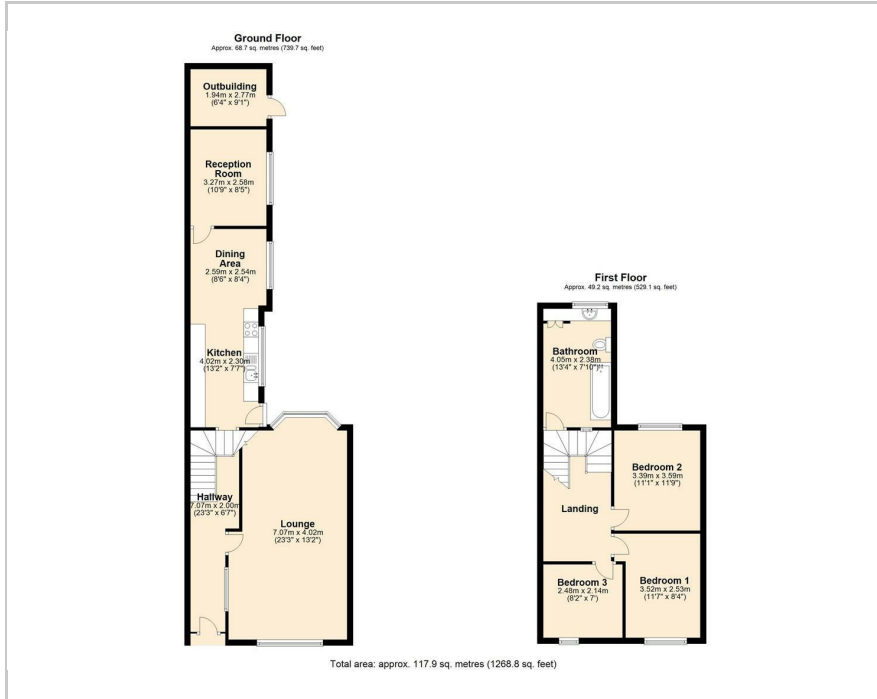 Ground Floor
Approx. 68.7 sq. metres (739.7 sq. feet)
Outbuilding
1.94m x 2.77m
(6'4" x 9'1")
Reception
Room
3.27m x 2.58m
(10'9" x 8'5")
Dining
Area
2.59m x 2.54m
(8'6" x 8'4")
Kitchen
4.02m x 2.30m
(13'2" x 7'7")
Hallway
7.07m x 2.00m
(23'3" x 6'7")
Lounge
7.07m x 4.02m
(23'3" x 13'2")
First Floor
Approx. 49.2 sq. metres (529.1 sq. feet)
Bathroom
4.05m x 2.38m
(13'4" x 7'10")
Bedroom 2
3.39m x 3.59m
(11'1" x 11'9")
Landing
Bedroom 3
2.48m x 2.14m
(8'2" x 7')
Bedroom 1
3.52m x 2.53m
(11'7" x 8'4")
Total area: approx. 117.9 sq. metres (1268.8 sq. feet)